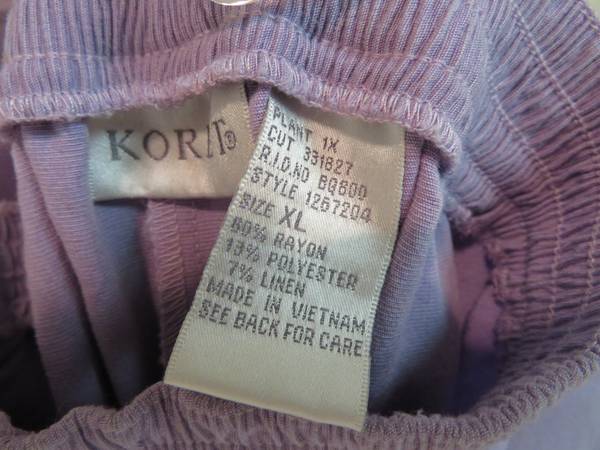 KORET®
PLANT 1X
CUT 331827
R.I.D.NO BQ600
STYLE 1257204
SIZE XL
80% RAYON
13% POLYESTER
7% LINEN
MADE IN VIETNAM
SEE BACK FOR CARE